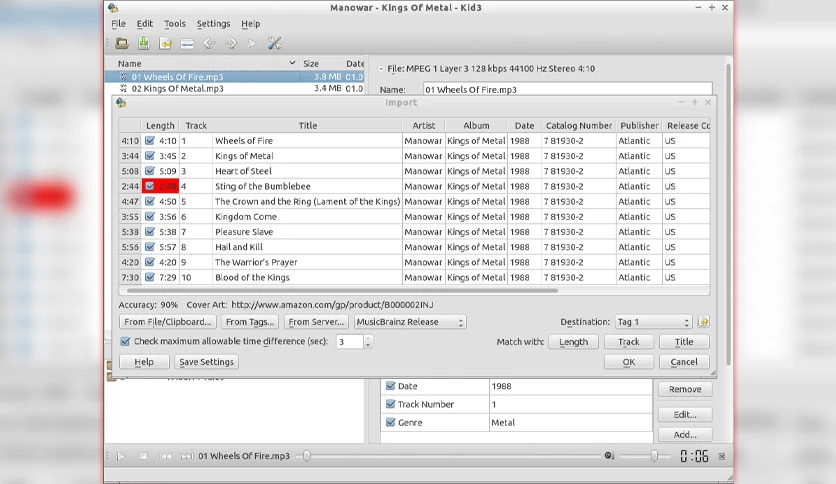 Manowar - Kings Of Metal - Kid3
File Edit Tools Settings Help
Name Size Date
01 Wheels Of Fire.mp3 3.8 MB 01.0
02 Kings Of Metal.mp3 3.4 MB 01.0
File: MPEG 1 Layer 3 128 kbps 44100 Hz Stereo 4:10
Name: 01 Wheels Of Fire.mp3
Import
Length Track Title Artist Album Date Catalog Number Publisher Release Co
4:10 4:10 1 Wheels of Fire Manowar Kings of Metal 1988 7 81930-2 Atlantic US
3:44 3:45 2 Kings of Metal Manowar Kings of Metal 1988 7 81930-2 Atlantic US
5:08 5:09 3 Heart of Steel Manowar Kings of Metal 1988 7 81930-2 Atlantic US
2:44 4 Sting of the Bumblebee Manowar Kings of Metal 1988 7 81930-2 Atlantic US
4:47 4:50 5 The Crown and the Ring (Lament of the Kings) Manowar Kings of Metal 1988 7 81930-2 Atlantic US
3:55 3:56 6 Kingdom Come Manowar Kings of Metal 1988 7 81930-2 Atlantic US
5:38 5:38 7 Pleasure Slave Manowar Kings of Metal 1988 7 81930-2 Atlantic US
5:56 5:57 8 Hail and Kill Manowar Kings of Metal 1988 7 81930-2 Atlantic US
4:20 4:20 9 The Warrior's Prayer Manowar Kings of Metal 1988 7 81930-2 Atlantic US
7:30 7:29 10 Blood of the Kings Manowar Kings of Metal 1988 7 81930-2 Atlantic US
Accuracy: 90% Cover Art: http://www.amazon.com/gp/product/B000002INJ
From File/Clipboard... From Tags... From Server... MusicBrainz Release Destination: Tag 1
Check maximum allowable time difference (sec): 3 Match with: Length Track Title
Help Save Settings OK Cancel
Date 1988 Remove
Track Number 1
Edit...
Genre Metal
Add...
01 Wheels Of Fire.mp3 0:06